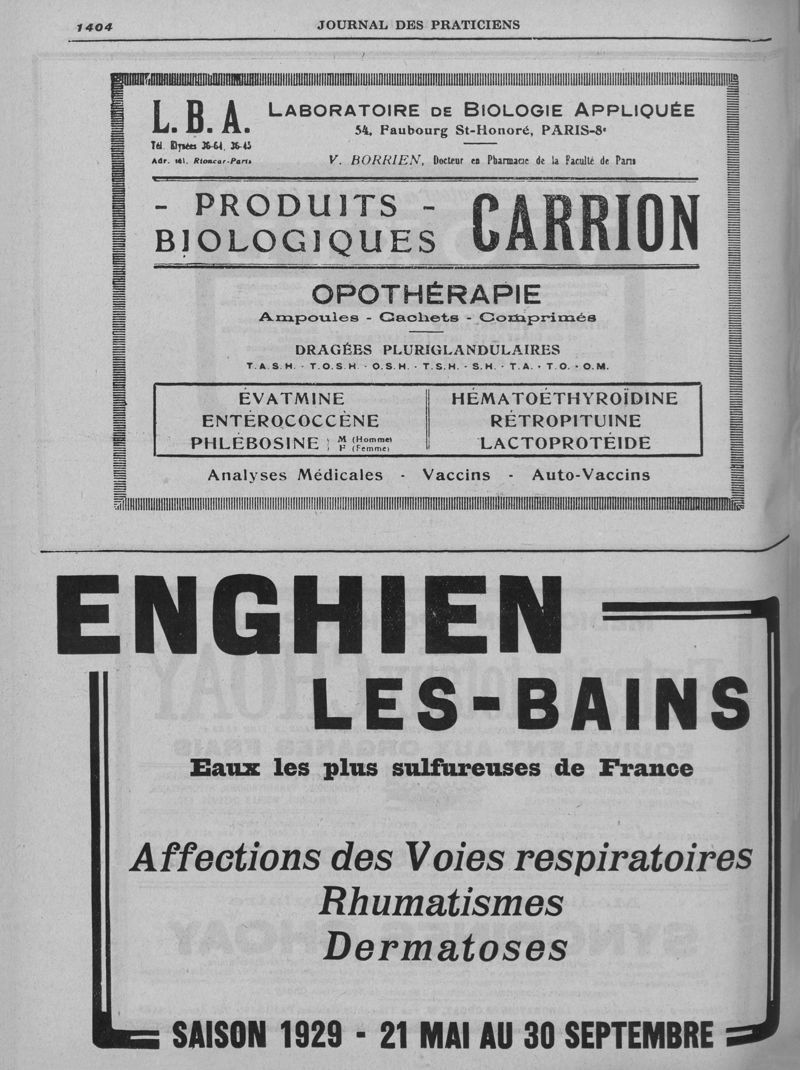 1404 JOURNAL DES PRATICIENS
L.B.A. LABORATOIRE DE BIOLOGIE APPLIQUÉE
54, Faubourg St-Honoré, PARIS-8e
Tél. Elysées 36-64, 36-45
Adr. tél. Rioncar-Paris V. BORRIEN, Docteur en Pharmacie de la Faculté de Paris
- PRODUITS -
BIOLOGIQUES CARRION
OPOTHÉRAPIE
Ampoules - Cachets - Comprimés
DRAGÉES PLURIGLANDULAIRES
T.A.S.H. - T.O.S.H. - O.S.H. - T.S.H. - S.H. - T.A. - T.O. - O.M.
ÉVATMINE
ENTÉROCOCCÈNE
PHLÉBOSINE } M (Homme)
F (Femme)
HÉMATOÉTHYROÏDINE
RÉTROPITUINE
LACTOPROTÉIDE
Analyses Médicales - Vaccins - Auto-Vaccins
ENGHIEN
LES-BAINS
Eaux les plus sulfureuses de France
Affections des Voies respiratoires
Rhumatismes
Dermatoses
SAISON 1929 - 21 MAI AU 30 SEPTEMBRE